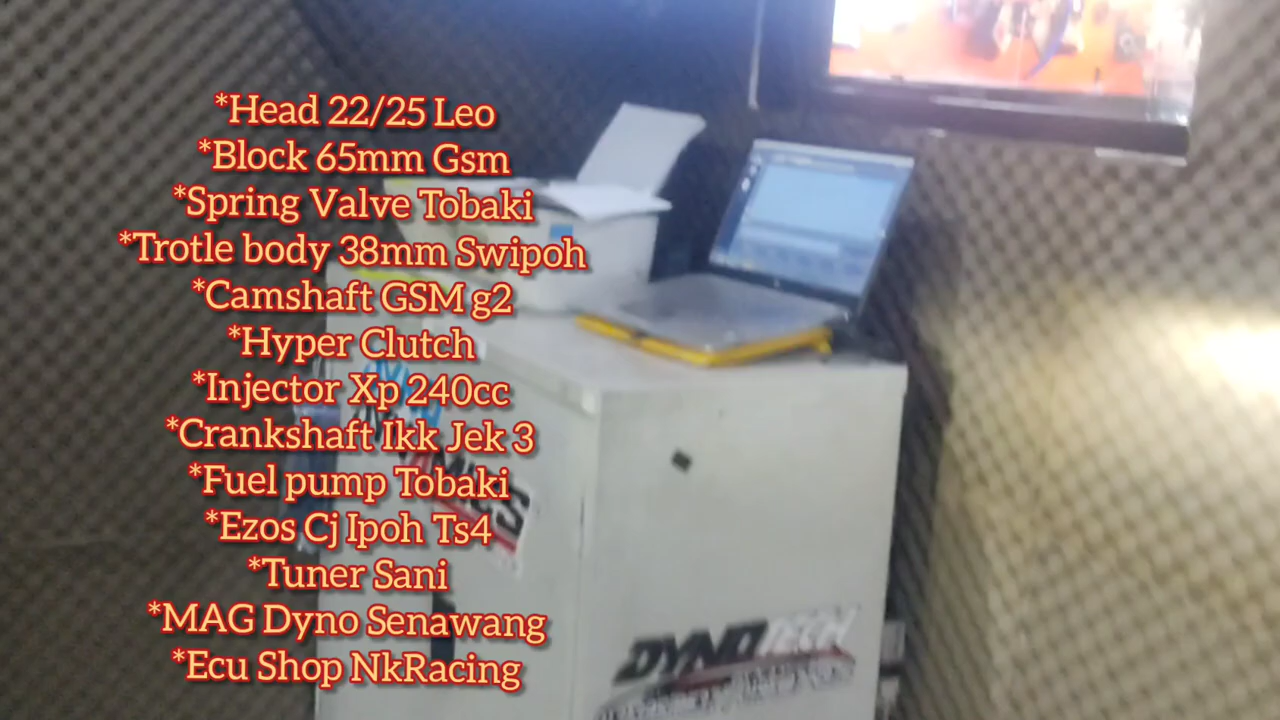 *Head 22/25 Leo
*Block 65mm Gsm
*Spring Valve Tobaki
*Trotle body 38mm Swipoh
*Camshaft GSM g2
*Hyper Clutch
*Injector Xp 240cc
*Crankshaft Ikk Jek 3
*Fuel pump Tobaki
*Ezos Cj Ipoh Ts4
*Tuner Sani
*MAG Dyno Senawang
*Ecu Shop NkRacing
DYNOTECH